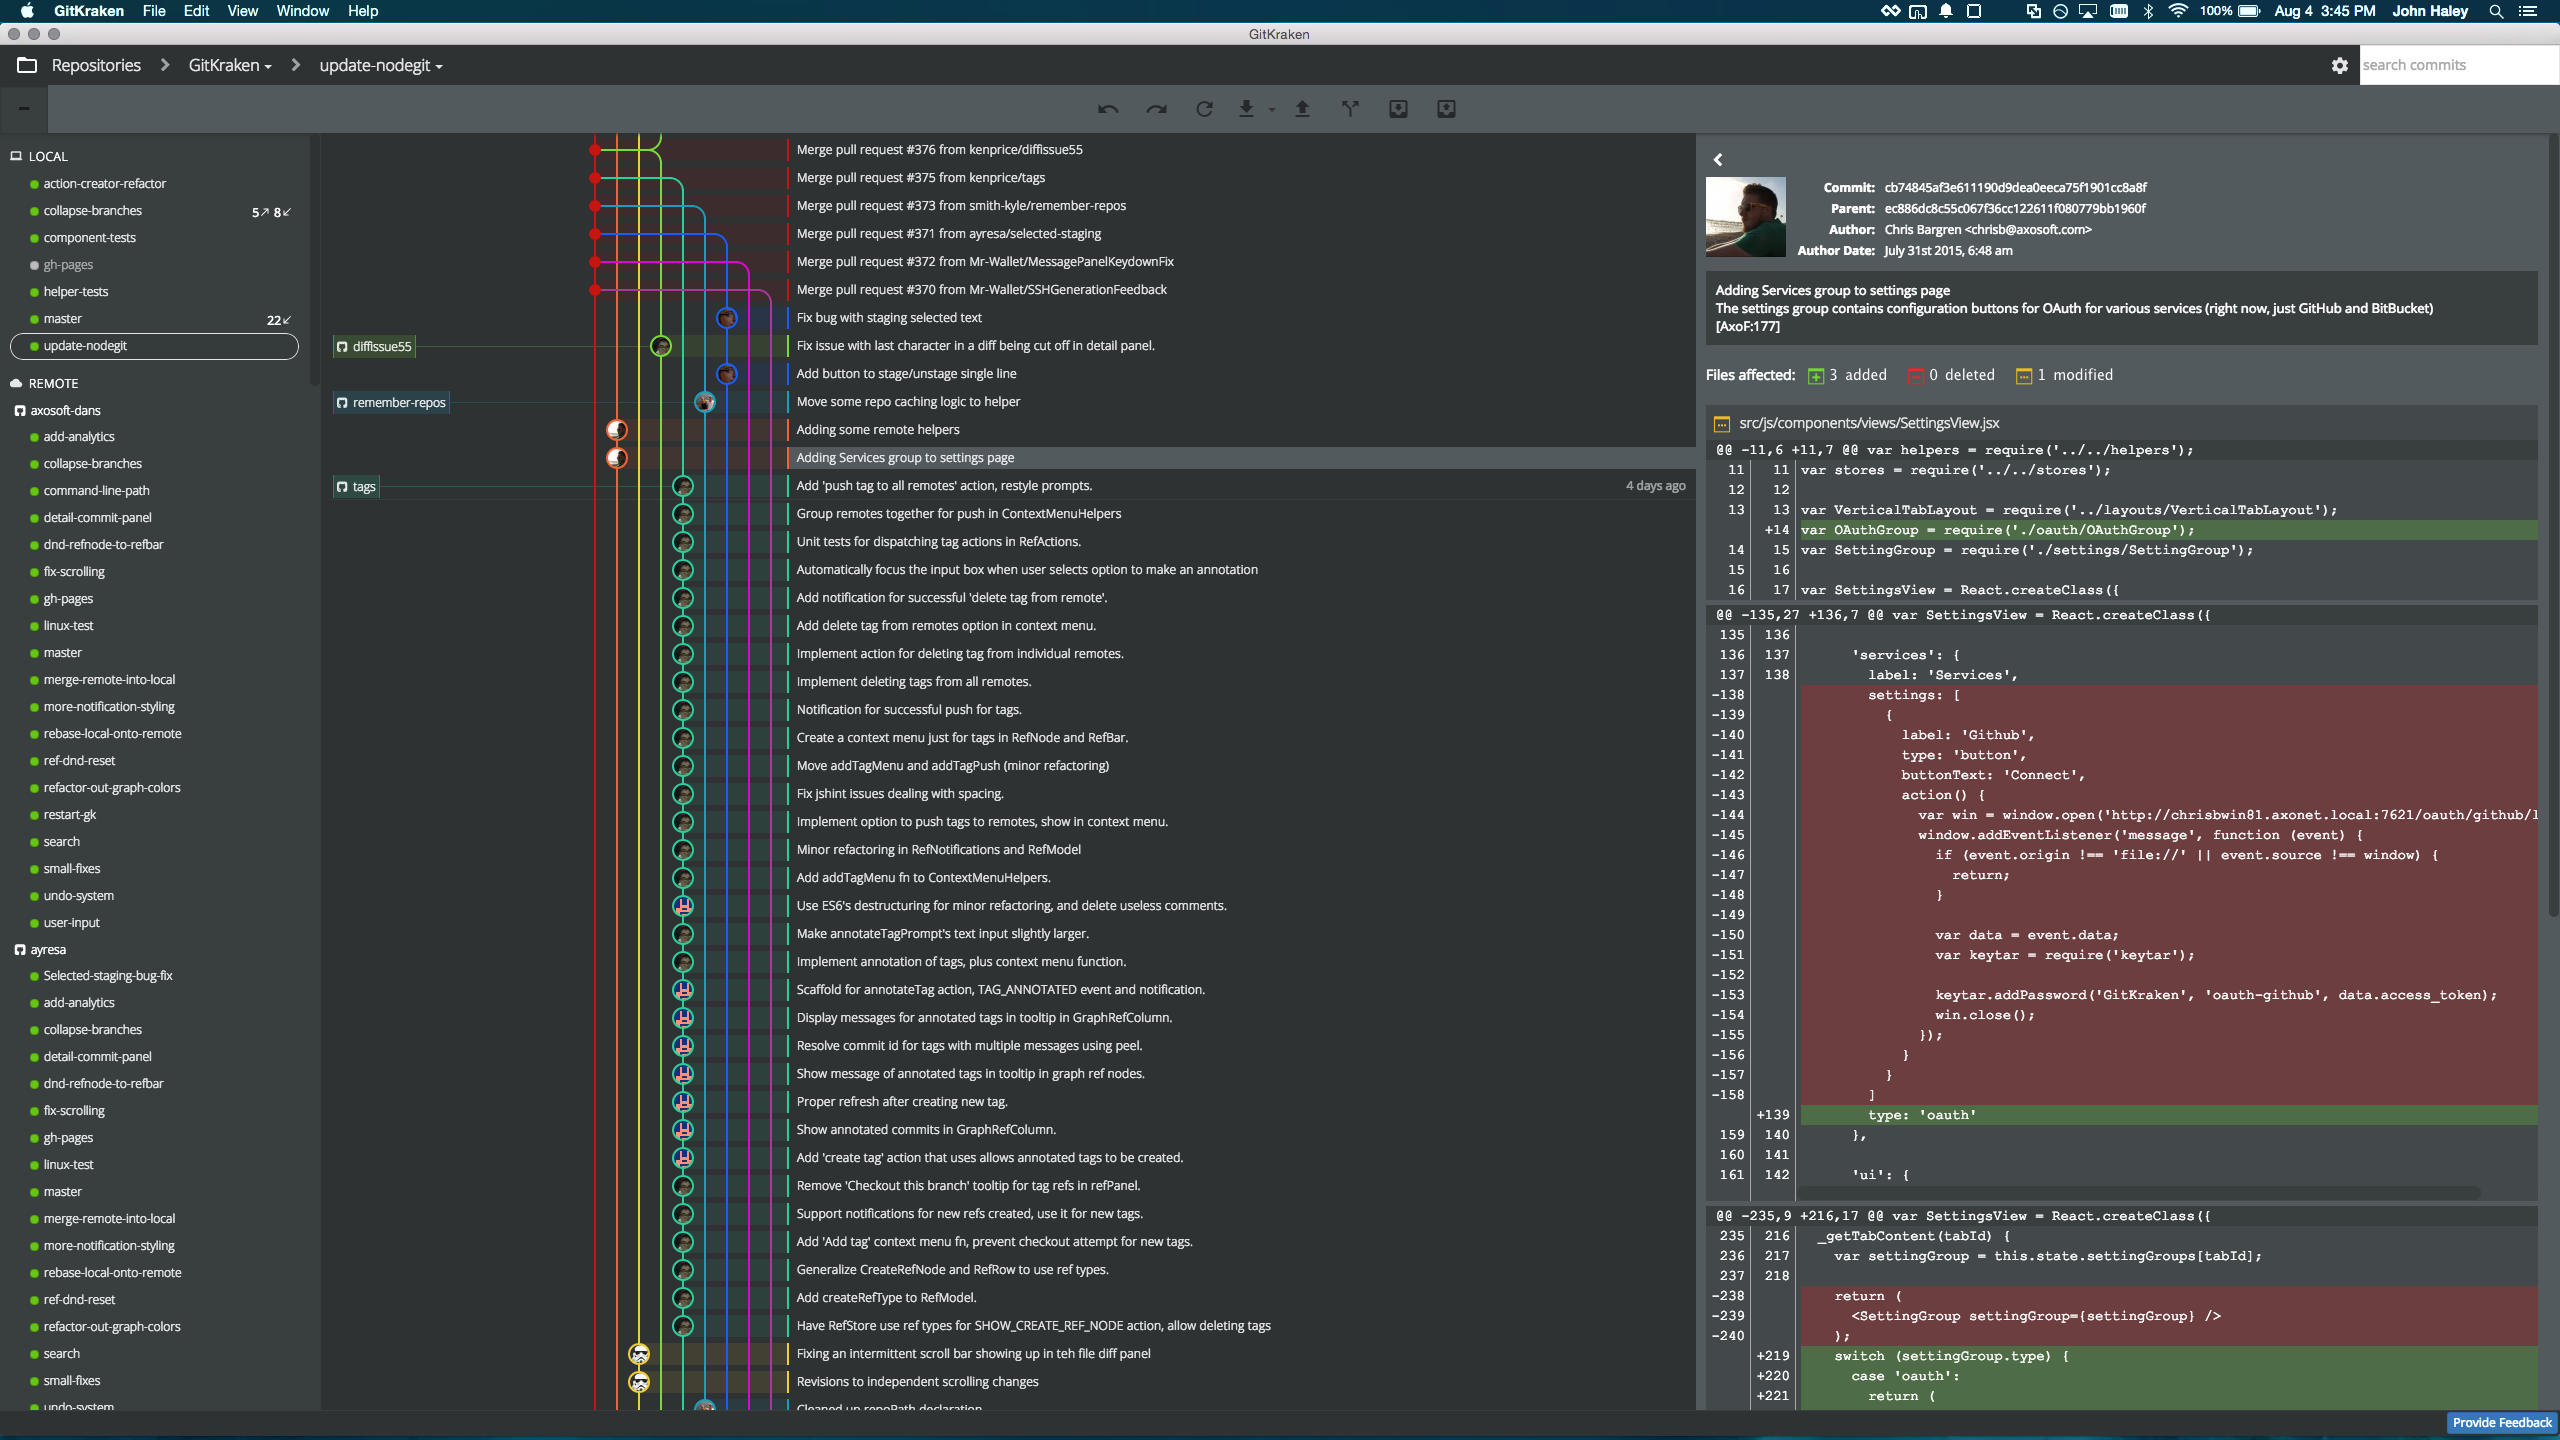 GitKraken File Edit View Window Help
100% Aug 4 3:45 PM John Haley
GitKraken
Repositories GitKraken update-nodegit
search commits
LOCAL
action-creator-refactor
collapse-branches 5 8
component-tests
gh-pages
helper-tests
master 22
update-nodegit
REMOTE
axosoft-dans
add-analytics
collapse-branches
command-line-path
detail-commit-panel
dnd-refnode-to-refbar
fix-scrolling
gh-pages
linux-test
master
merge-remote-into-local
more-notification-styling
rebase-local-onto-remote
ref-dnd-reset
refactor-out-graph-colors
restart-gk
search
small-fixes
undo-system
user-input
ayresa
Selected-staging-bug-fix
add-analytics
collapse-branches
detail-commit-panel
dnd-refnode-to-refbar
fix-scrolling
gh-pages
linux-test
master
merge-remote-into-local
more-notification-styling
rebase-local-onto-remote
ref-dnd-reset
refactor-out-graph-colors
search
small-fixes
undo-system
diffissue55
remember-repos
tags
Merge pull request #376 from kenprice/diffissue55
Merge pull request #375 from kenprice/tags
Merge pull request #373 from smith-kyle/remember-repos
Merge pull request #371 from ayresa/selected-staging
Merge pull request #372 from Mr-Wallet/MessagePanelKeydownFix
Merge pull request #370 from Mr-Wallet/SSHGenerationFeedback
Fix bug with staging selected text
Fix issue with last character in a diff being cut off in detail panel.
Add button to stage/unstage single line
Move some repo caching logic to helper
Adding some remote helpers
Adding Services group to settings page
Add 'push tag to all remotes' action, restyle prompts. 4 days ago
Group remotes together for push in ContextMenuHelpers
Unit tests for dispatching tag actions in RefActions.
Automatically focus the input box when user selects option to make an annotation
Add notification for successful 'delete tag from remote'.
Add delete tag from remotes option in context menu.
Implement action for deleting tag from individual remotes.
Implement deleting tags from all remotes.
Notification for successful push for tags.
Create a context menu just for tags in RefNode and RefBar.
Move addTagMenu and addTagPush (minor refactoring)
Fix jshint issues dealing with spacing.
Implement option to push tags to remotes, show in context menu.
Minor refactoring in RefNotifications and RefModel
Add addTagMenu fn to ContextMenuHelpers.
Use ES6's destructuring for minor refactoring, and delete useless comments.
Make annotateTagPrompt's text input slightly larger.
Implement annotation of tags, plus context menu function.
Scaffold for annotateTag action, TAG_ANNOTATED event and notification.
Display messages for annotated tags in tooltip in GraphRefColumn.
Resolve commit id for tags with multiple messages using peel.
Show message of annotated tags in tooltip in graph ref nodes.
Proper refresh after creating new tag.
Show annotated commits in GraphRefColumn.
Add 'create tag' action that uses allows annotated tags to be created.
Remove 'Checkout this branch' tooltip for tag refs in refPanel.
Support notifications for new refs created, use it for new tags.
Add 'Add tag' context menu fn, prevent checkout attempt for new tags.
Generalize CreateRefNode and RefRow to use ref types.
Add createRefType to RefModel.
Have RefStore use ref types for SHOW_CREATE_REF_NODE action, allow deleting tags
Fixing an intermittent scroll bar showing up in teh file diff panel
Revisions to independent scrolling changes
Cleaned up repoPath declaration
Commit: cb74845af3e611190d9dea0eeca75f1901cc8a8f
Parent: ec886dc8c55c067f36cc122611f080779bb1960f
Author: Chris Bargren <chrisb@axosoft.com>
Author Date: July 31st 2015, 6:48 am
Adding Services group to settings page
The settings group contains configuration buttons for OAuth for various services (right now, just GitHub and BitBucket)
[AxoF:177]
Files affected: 3 added 0 deleted 1 modified
src/js/components/views/SettingsView.jsx
@@ -11,6 +11,7 @@ var helpers = require('../../helpers');
11 11 var stores = require('../../stores');
12 12
13 13 var VerticalTabLayout = require('../layouts/VerticalTabLayout');
+14 var OAuthGroup = require('./oauth/OAuthGroup');
14 15 var SettingGroup = require('./settings/SettingGroup');
15 16
16 17 var SettingsView = React.createClass({
@@ -135,27 +136,7 @@ var SettingsView = React.createClass({
135 136
136 137 'services': {
137 138 label: 'Services',
-138 settings: [
-139 {
-140 label: 'Github',
-141 type: 'button',
-142 buttonText: 'Connect',
-143 action() {
-144 var win = window.open('http://chrisbwin81.axonet.local:7621/oauth/github/l
-145 window.addEventListener('message', function (event) {
-146 if (event.origin !== 'file://' || event.source !== window) {
-147 return;
-148 }
-149
-150 var data = event.data;
-151 var keytar = require('keytar');
-152
-153 keytar.addPassword('GitKraken', 'oauth-github', data.access_token);
-154 win.close();
-155 });
-156 }
-157 }
-158 ]
+139 type: 'oauth'
159 140 },
160 141
161 142 'ui': {
@@ -235,9 +216,17 @@ var SettingsView = React.createClass({
235 216 _getTabContent(tabId) {
236 217 var settingGroup = this.state.settingGroups[tabId];
237 218
-238 return (
-239 <SettingGroup settingGroup={settingGroup} />
-240 );
+219 switch (settingGroup.type) {
+220 case 'oauth':
+221 return (
Provide Feedback